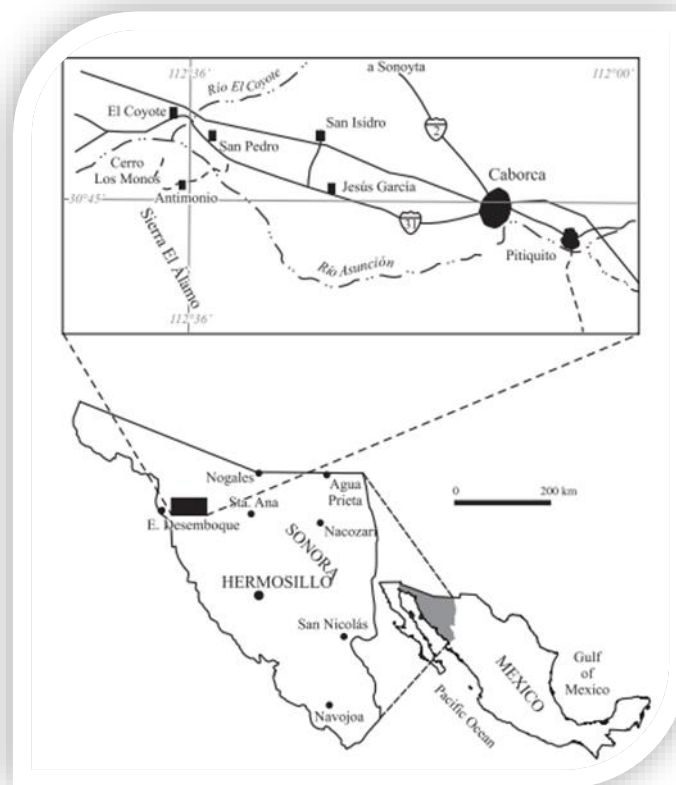 112°36'
Río El Coyote
a Sonoyta
112°00'
El Coyote
San Isidro
2
San Pedro
Caborca
Cerro
Los Monos
Jesús García
Antimonio
30°45'
31
Sierra El Álamo
Río Asunción
Pitiquito
112°36'
Nogales
Agua
Prieta
0 200 km
Sta. Ana
E. Desemboque
Nacozari
SONORA
HERMOSILLO
San Nicolás
Navojoa
MEXICO
Gulf
of
Mexico
Pacific Ocean